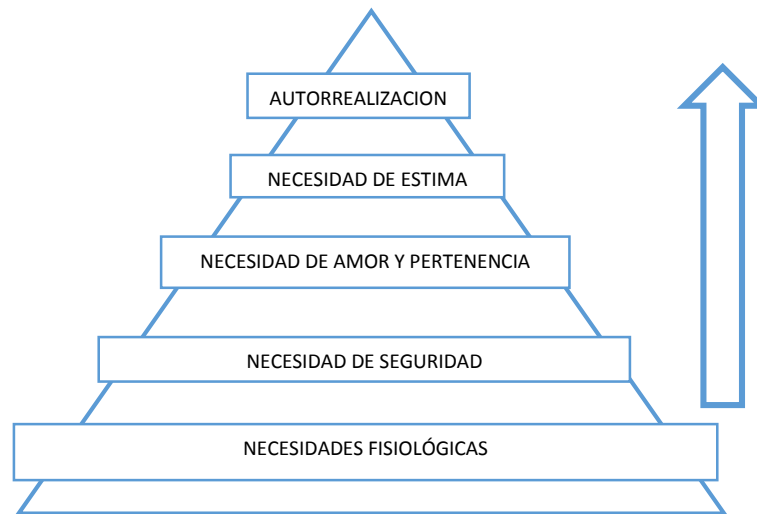 AUTORREALIZACION
NECESIDAD DE ESTIMA
NECESIDAD DE AMOR Y PERTENENCIA
NECESIDAD DE SEGURIDAD
NECESIDADES FISIOLÓGICAS